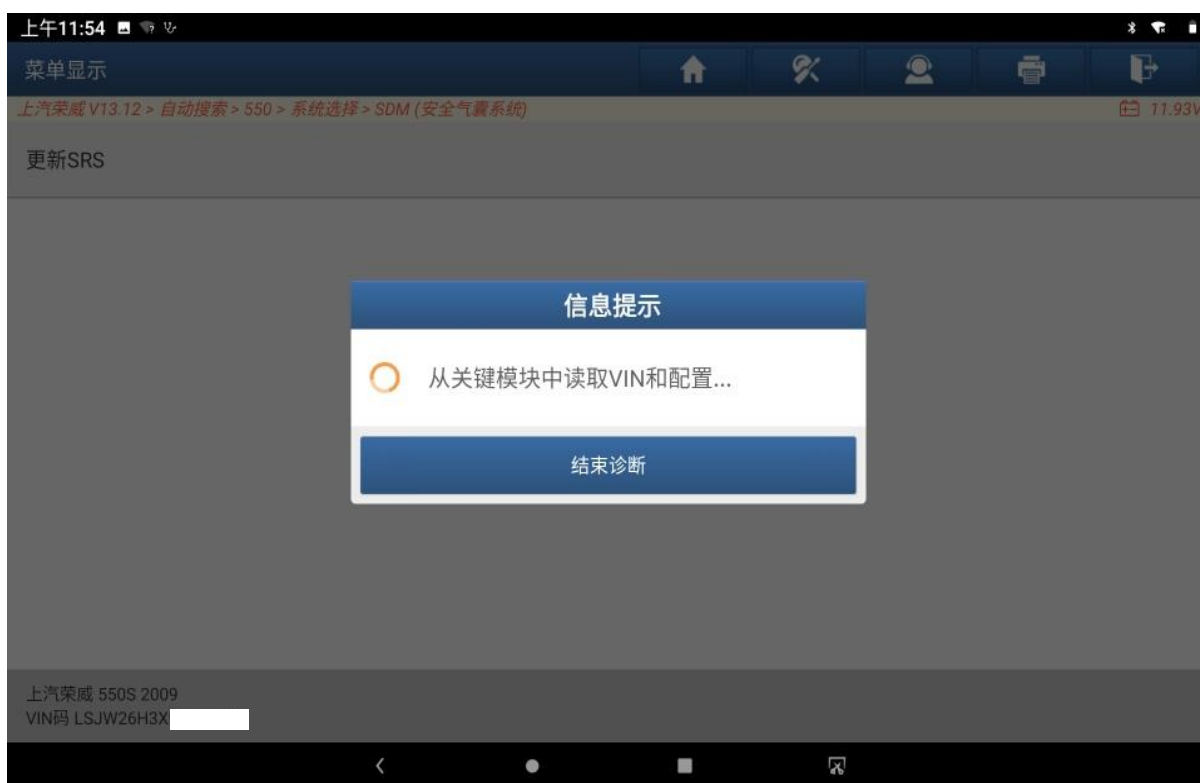 上午11:54
菜单显示
上汽荣威 V13.12 > 自动搜索 > 550 > 系统选择 > SDM (安全气囊系统)
11.93V
更新SRS
信息提示
从关键模块中读取VIN和配置...
结束诊断
上汽荣威 550S 2009
VIN码 LSJW26H3X